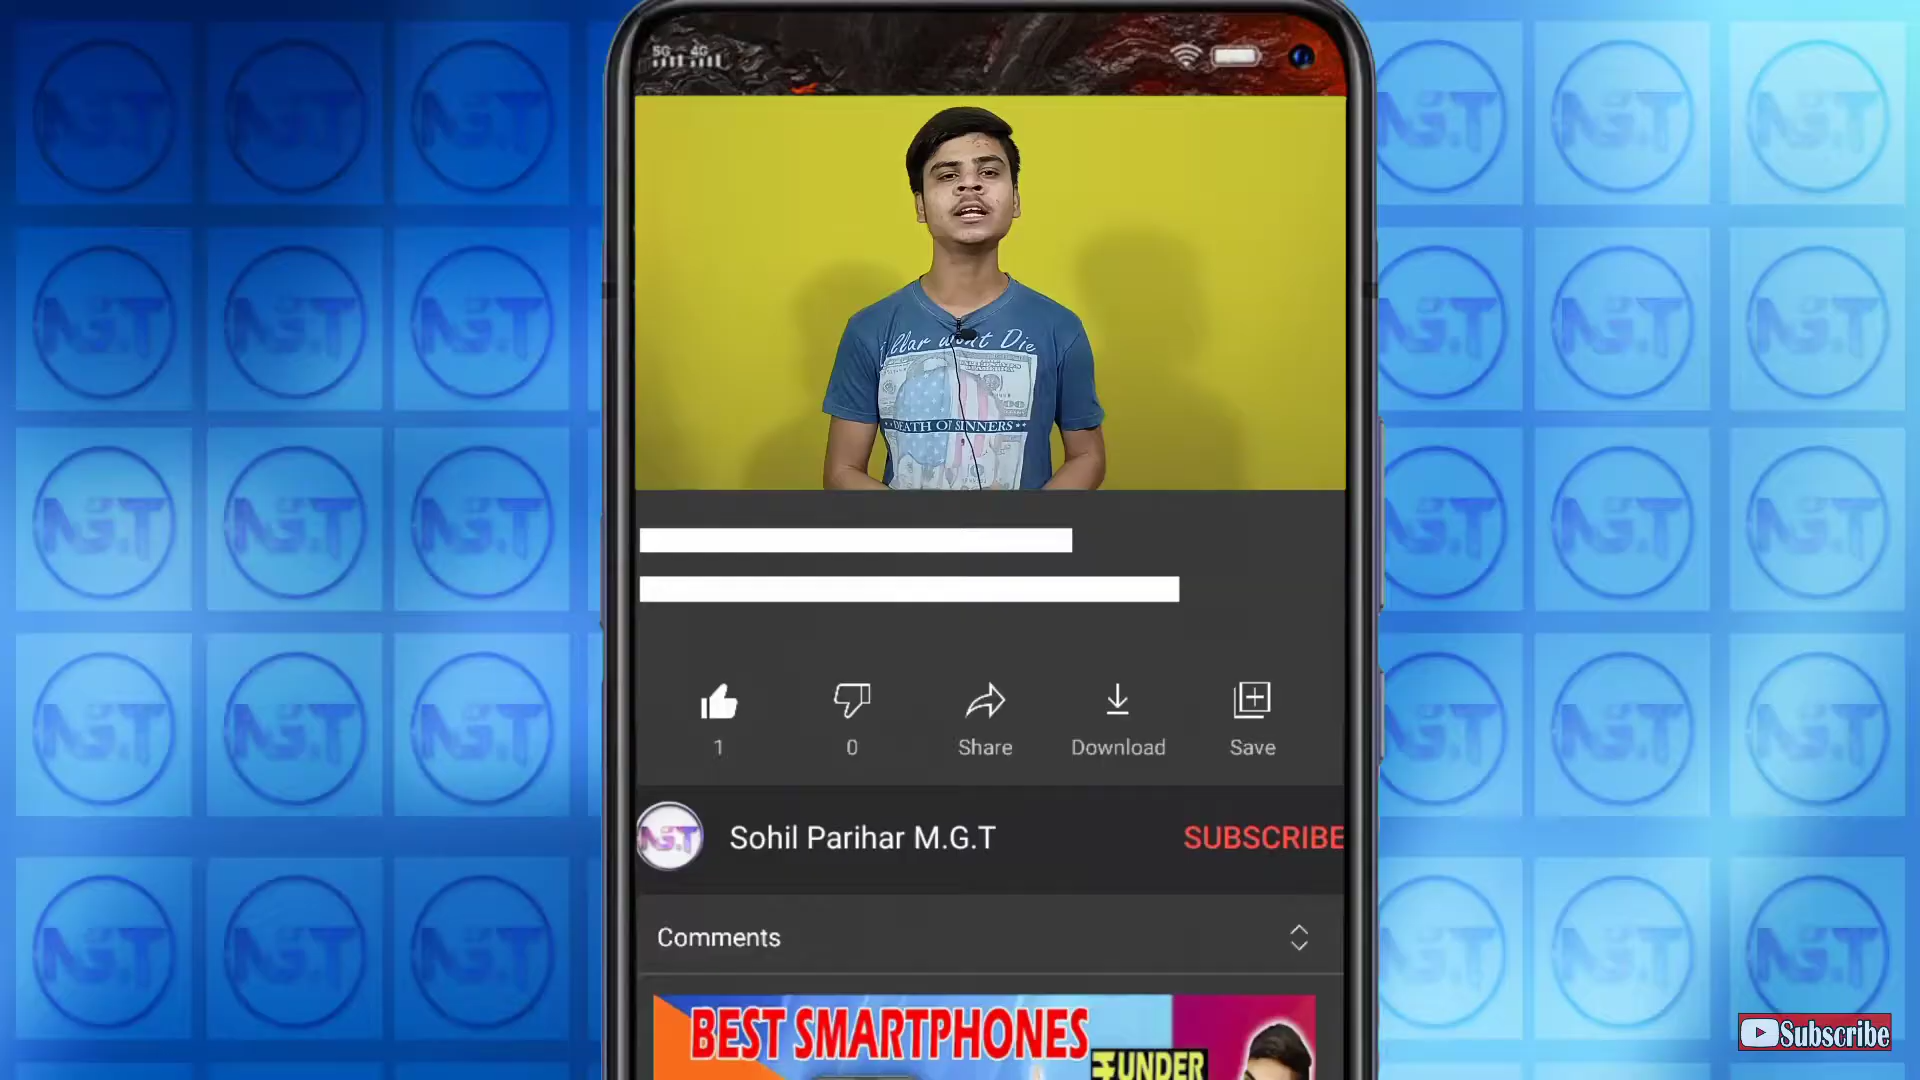 5G 4G
llar wont Die
DEATH OF SINNERS
1
0
Share
Download
Save
M.G.T
Sohil Parihar M.G.T
SUBSCRIBE
Comments
BEST SMARTPHONES
₹UNDER
Subscribe